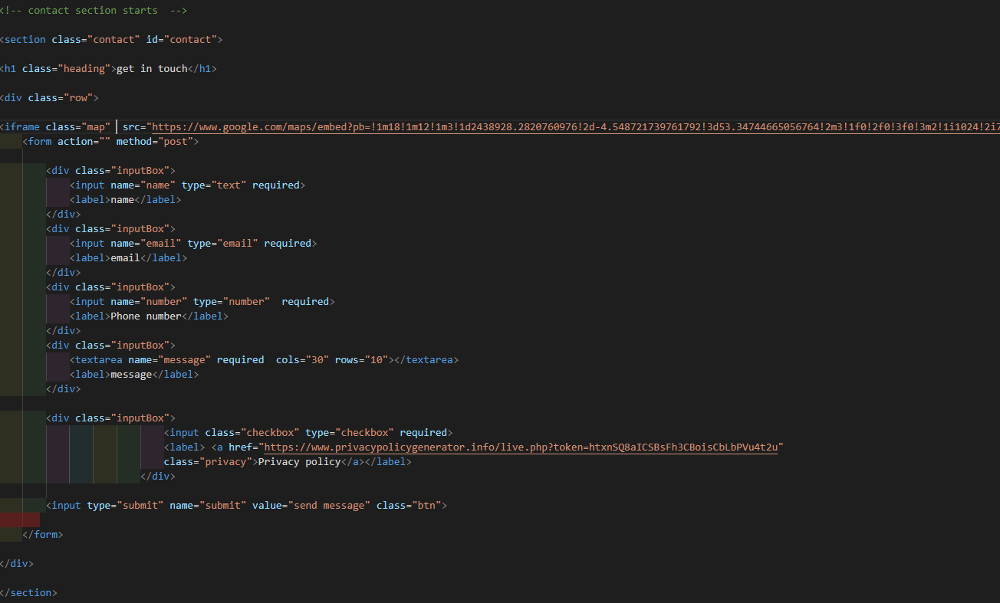 <!-- contact section starts  -->
<section class="contact" id="contact">
<h1 class="heading">get in touch</h1>
<div class="row">
<iframe class="map"  src="https://www.google.com/maps/embed?pb=!1m18!1m12!1m3!1d2438928.2820760976!2d-4.548721739761792!3d53.34744665056764!2m3!1f0!2f0!3f0!3m2!1i1024!2i7
<form action="" method="post">
<div class="inputBox">
<input name="name" type="text" required>
<label>name</label>
</div>
<div class="inputBox">
<input name="email" type="email" required>
<label>email</label>
</div>
<div class="inputBox">
<input name="number" type="number"  required>
<label>Phone number</label>
</div>
<div class="inputBox">
<textarea name="message" required  cols="30" rows="10"></textarea>
<label>message</label>
</div>
<div class="inputBox">
<input class="checkbox" type="checkbox" required>
<label> <a href="https://www.privacypolicygenerator.info/live.php?token=htxnSQ8aICSBsFh3CBoisCbLbPVu4t2u"
class="privacy">Privacy policy</a></label>
</div>
<input type="submit" name="submit" value="send message" class="btn">
</form>
</div>
</section>